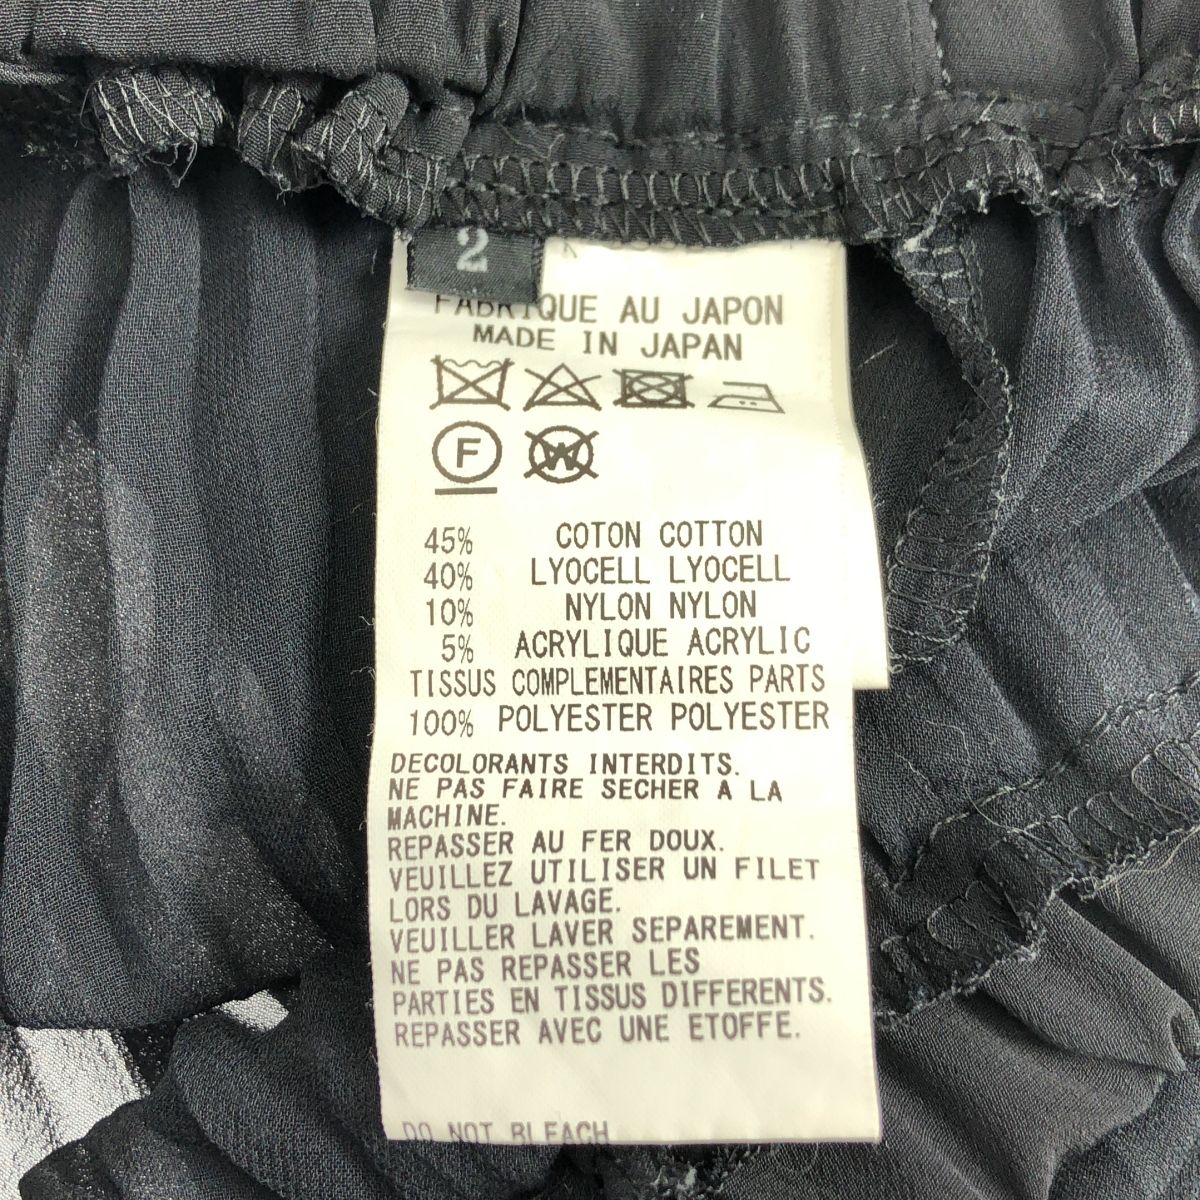 2
FABRIQUE AU JAPON
MADE IN JAPAN
F W
45% COTON COTTON
40% LYOCELL LYOCELL
10% NYLON NYLON
5% ACRYLIQUE ACRYLIC
TISSUS COMPLEMENTAIRES PARTS
100% POLYESTER POLYESTER
DECOLORANTS INTERDITS.
NE PAS FAIRE SECHER A LA
MACHINE.
REPASSER AU FER DOUX.
VEUILLEZ UTILISER UN FILET
LORS DU LAVAGE.
VEUILLER LAVER SEPAREMENT.
NE PAS REPASSER LES
PARTIES EN TISSUS DIFFERENTS.
REPASSER AVEC UNE ETOFFE.
DO NOT BLEACH